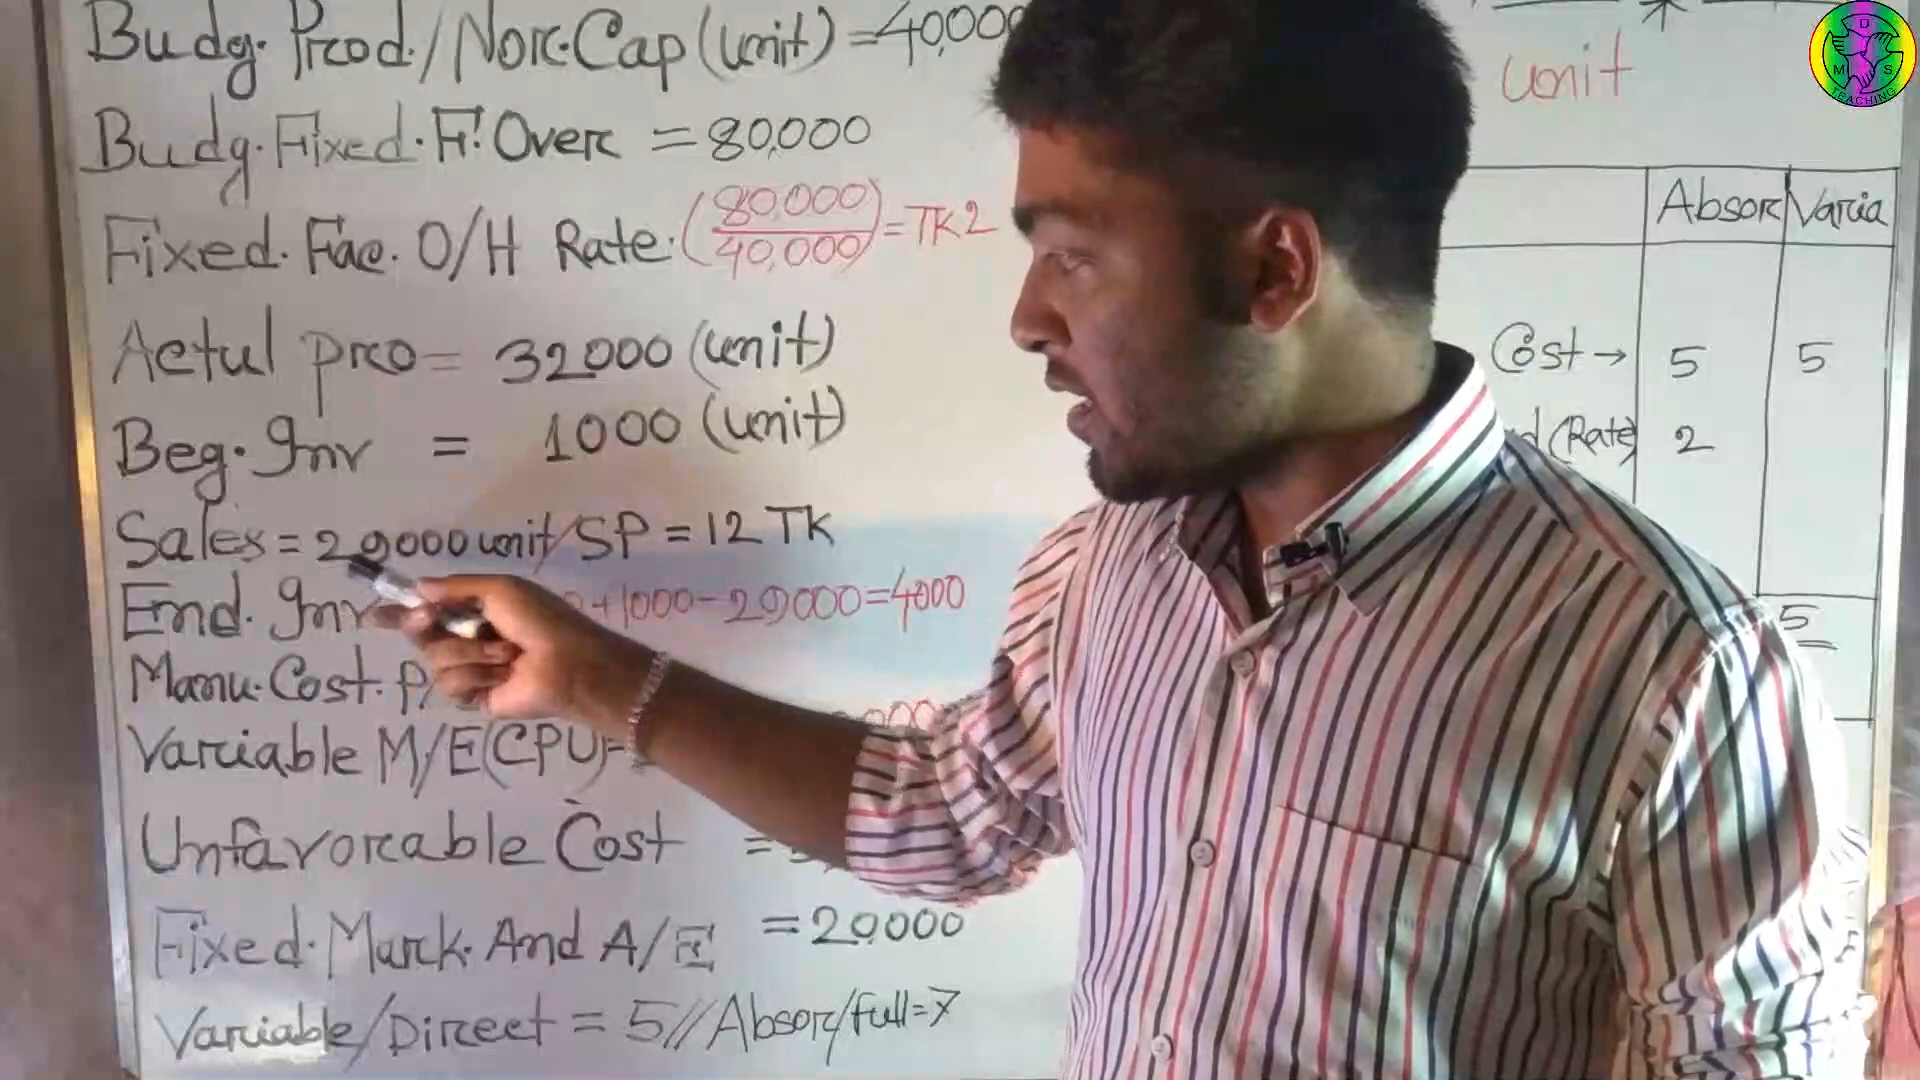 Budg. Prod./Nor.Cap (unit) =40,000
Budg. Fixed. F. Over = 80,000
Fixed. Fac. O/H Rate. (80,000/40,000) = TK 2
Actul pro = 32000 (unit)
Beg. Inv = 1000 (unit)
Sales = 29000 unit/SP = 12 TK
End. Inv +1000-29000=4000
Manu. Cost. P/
Variable M/E(CPU)=
Unfavorable Cost =
Fixed. Mark. And A/E = 20,000
Variable/Direct = 5//Absor/full=7
unit
Absor Varia
Cost → 5 5
(Rate) 2
5
D M S
TEACHING